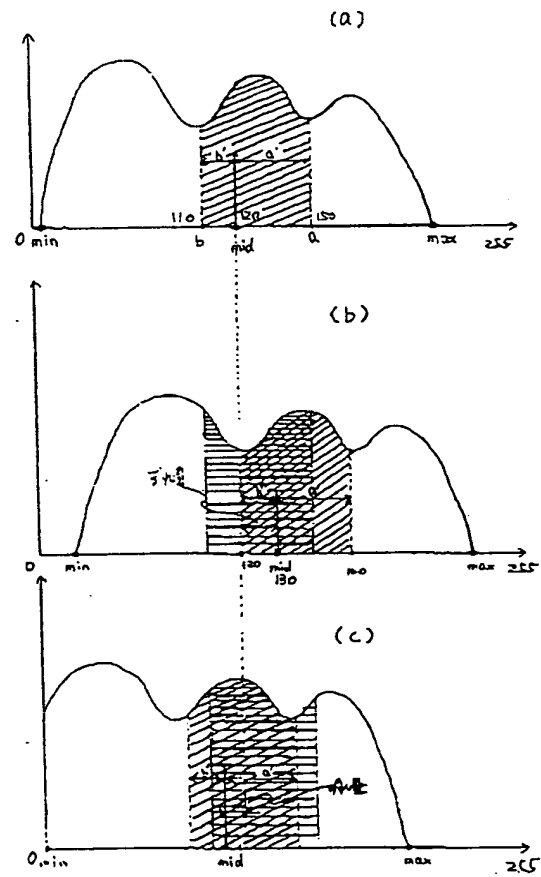 (a)
b' a'
110 120 150
0 min b mid a max 255
(b)
b' a'
120 130
0 min mid max 255
(c)
b' a'
0 min mid max 255